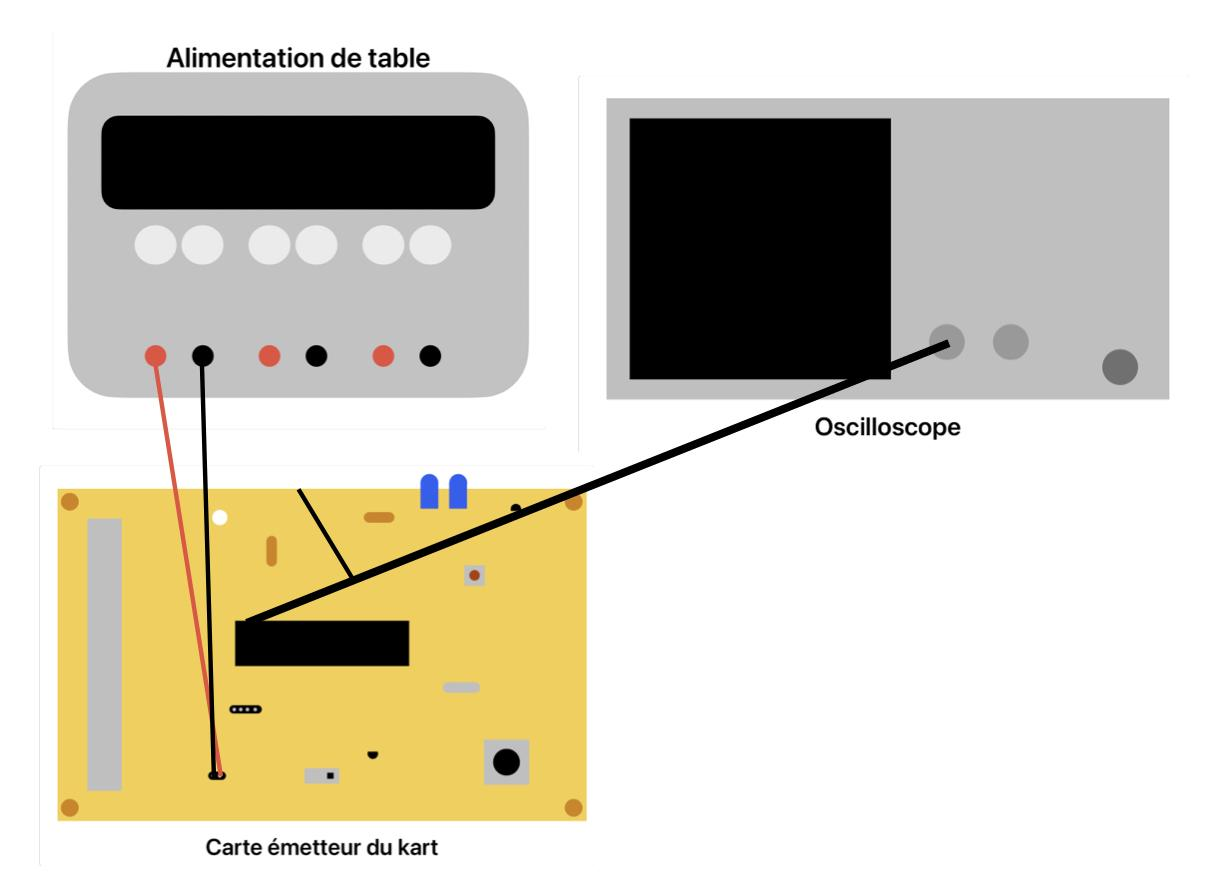 Alimentation de table
Oscilloscope
Carte émetteur du kart